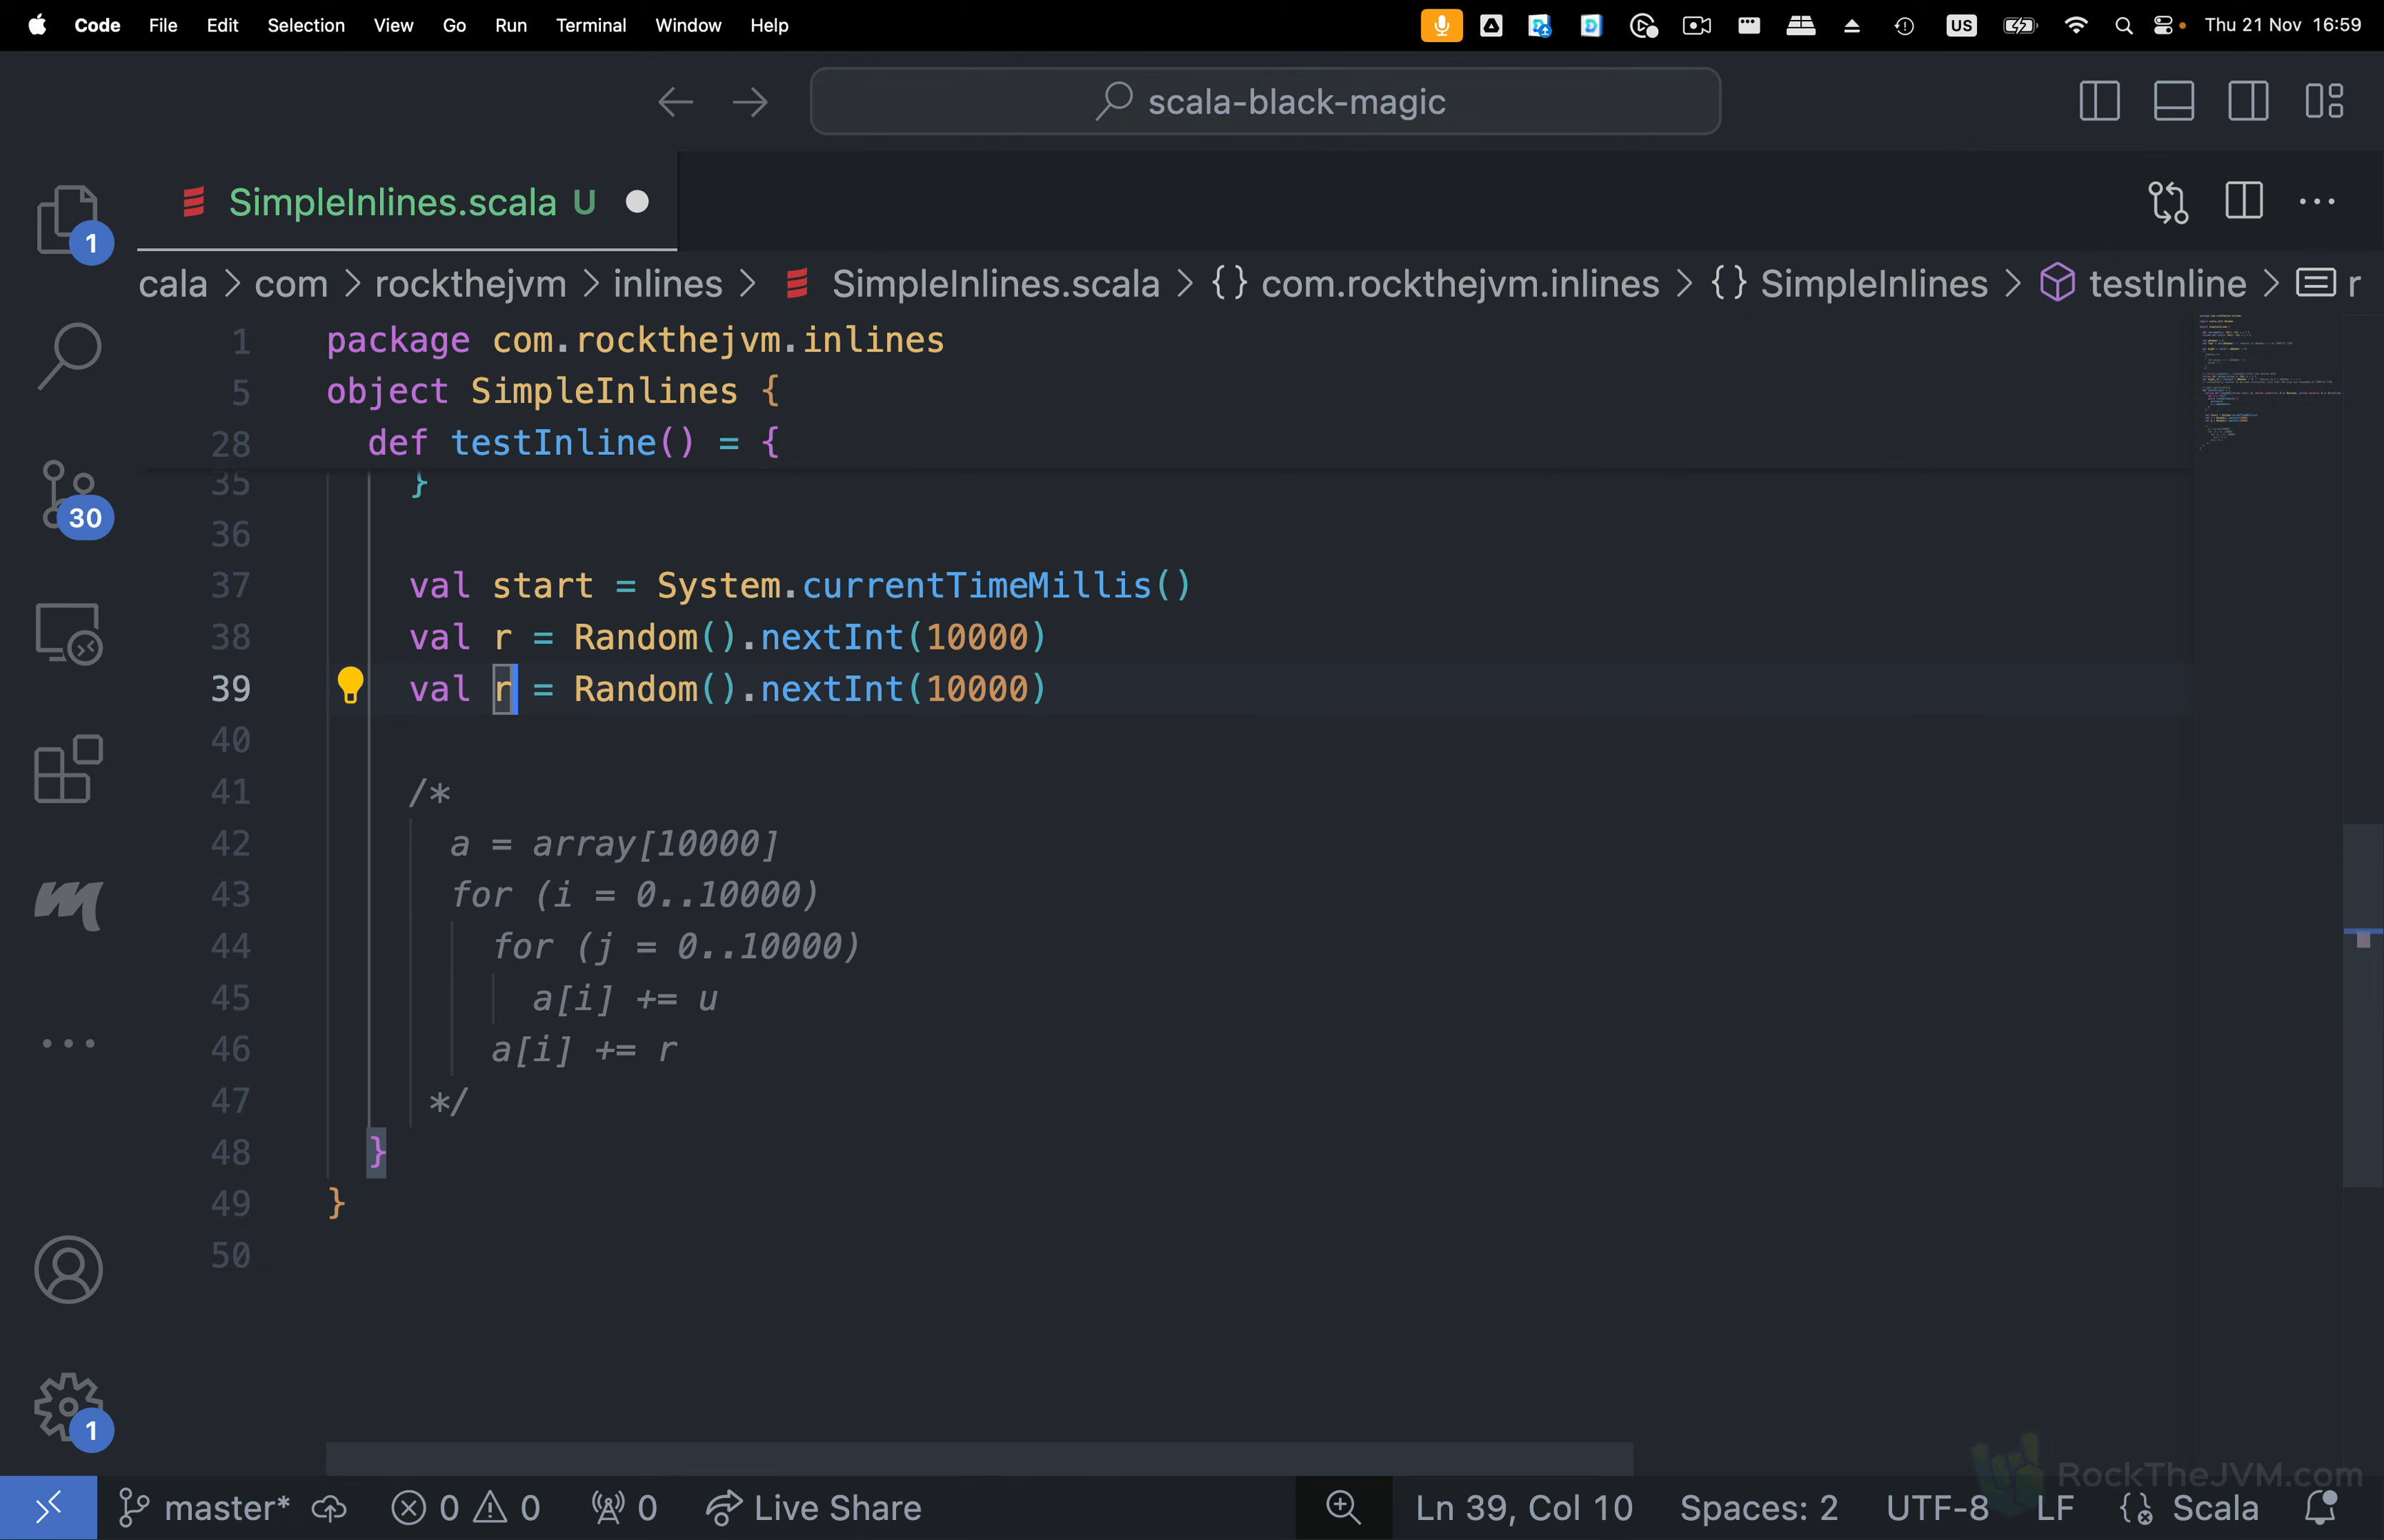 Code File Edit Selection View Go Run Terminal Window Help US Thu 21 Nov 16:59
scala-black-magic
SimpleInlines.scala U
cala > com > rockthejvm > inlines > SimpleInlines.scala > {} com.rockthejvm.inlines > {} SimpleInlines > testInline > r
1 package com.rockthejvm.inlines
5 object SimpleInlines {
28 def testInline() = {
35 }
36
37 val start = System.currentTimeMillis()
38 val r = Random().nextInt(10000)
39 val r = Random().nextInt(10000)
40
41 /*
42 a = array[10000]
43 for (i = 0..10000)
44 for (j = 0..10000)
45 a[i] += u
46 a[i] += r
47 */
48 }
49 }
50
1
30
1
RockTheJVM.com
master* 0 0 0 Live Share Ln 39, Col 10 Spaces: 2 UTF-8 LF Scala